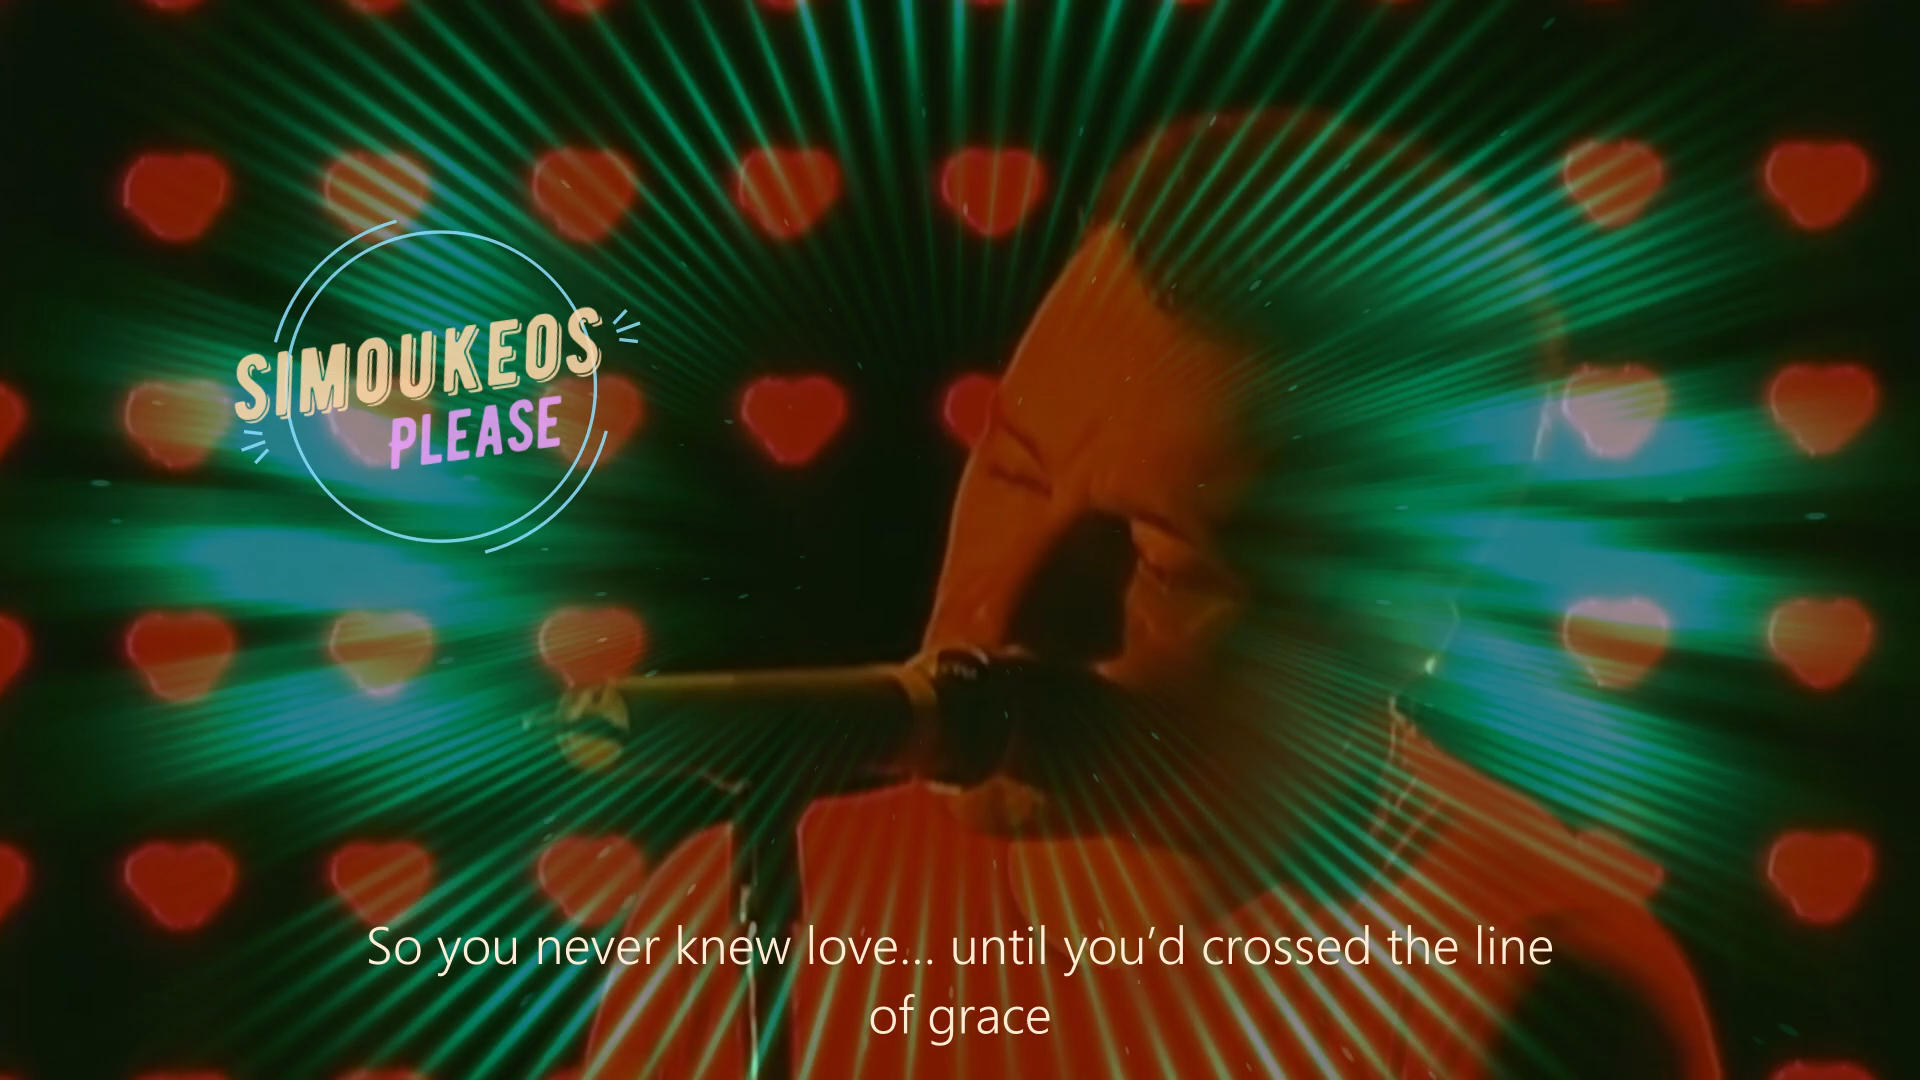 SIMOUKEOS
PLEASE
So you never knew love... until you’d crossed the line
of grace